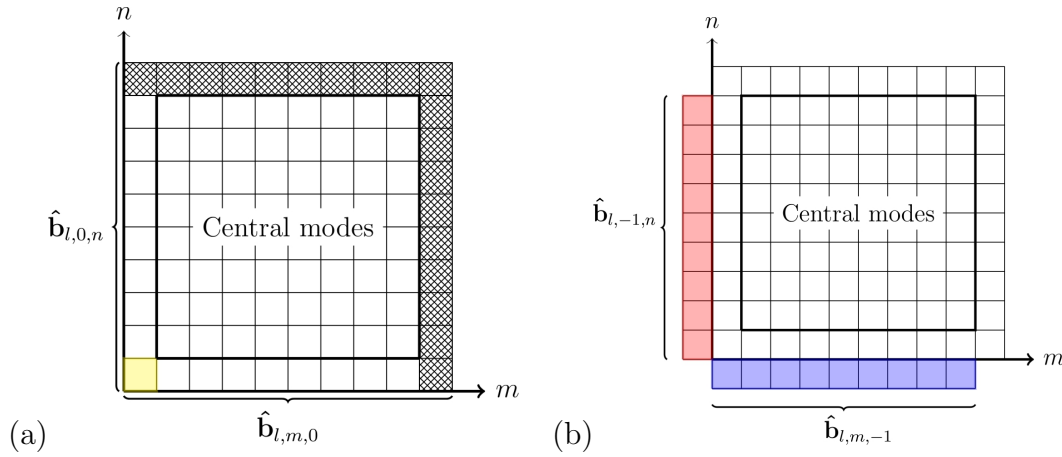 n
Central modes
b̂_{l,0,n}
m
b̂_{l,m,0}
(a)
n
Central modes
b̂_{l,−1,n}
m
b̂_{l,m,−1}
(b)